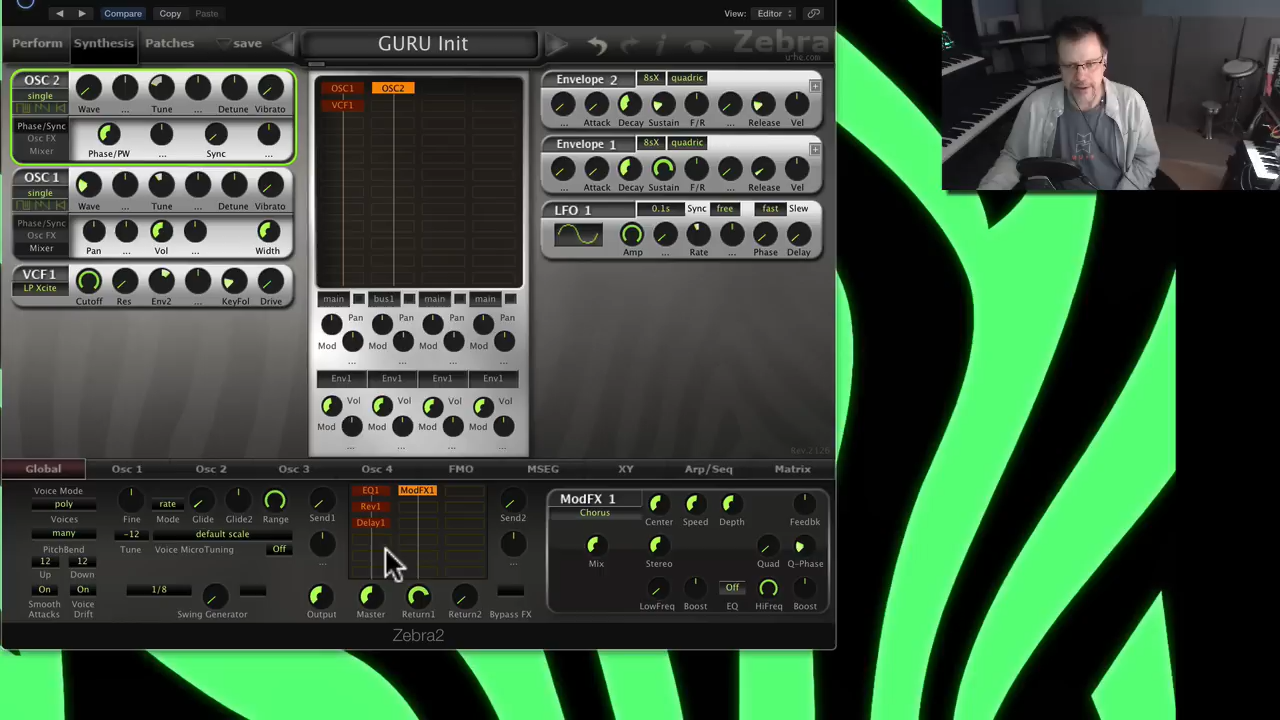 Compare Copy Paste View: Editor
Perform Synthesis Patches save GURU Init Zebra
u-he.com
OSC 2
single
Wave ... Tune ... Detune Vibrato
Phase/Sync
Osc FX
Mixer
Phase/PW ... Sync ...
OSC 1
single
Wave ... Tune ... Detune Vibrato
Phase/Sync
Osc FX
Mixer
Pan ... Vol ... Width
VCF 1
LP Xcite
Cutoff Res Env2 ... KeyFol Drive
OSC1 OSC2
VCF1
main bus1 main main
Pan Pan Pan Pan
Mod Mod Mod Mod
... ... ... ...
Env1 Env1 Env1 Env1
Vol Vol Vol Vol
Mod Mod Mod Mod
... ... ... ...
Envelope 2 8sX quadric
... Attack Decay Sustain F/R ... Release Vel
Envelope 1 8sX quadric
... Attack Decay Sustain F/R ... Release Vel
LFO 1 0.1s Sync free fast Slew
Amp ... Rate ... Phase Delay
Global Osc 1 Osc 2 Osc 3 Osc 4 FMO MSEG XY Arp/Seq Matrix
Voice Mode
poly
Voices
many
PitchBend
12 12
Up Down
On On
Smooth Attacks Voice Drift
Fine rate Mode Glide Glide2 Range
-12 default scale
Tune Voice MicroTuning Off
1/8
Swing Generator
Send1
...
Output
EQ1 ModFX1
Rev1
Delay1
Master Return1 Return2
Send2
...
Bypass FX
ModFX 1
Chorus
Center Speed Depth Feedbk
Mix Stereo Quad Q-Phase
Off
LowFreq Boost EQ HiFreq Boost
Zebra2